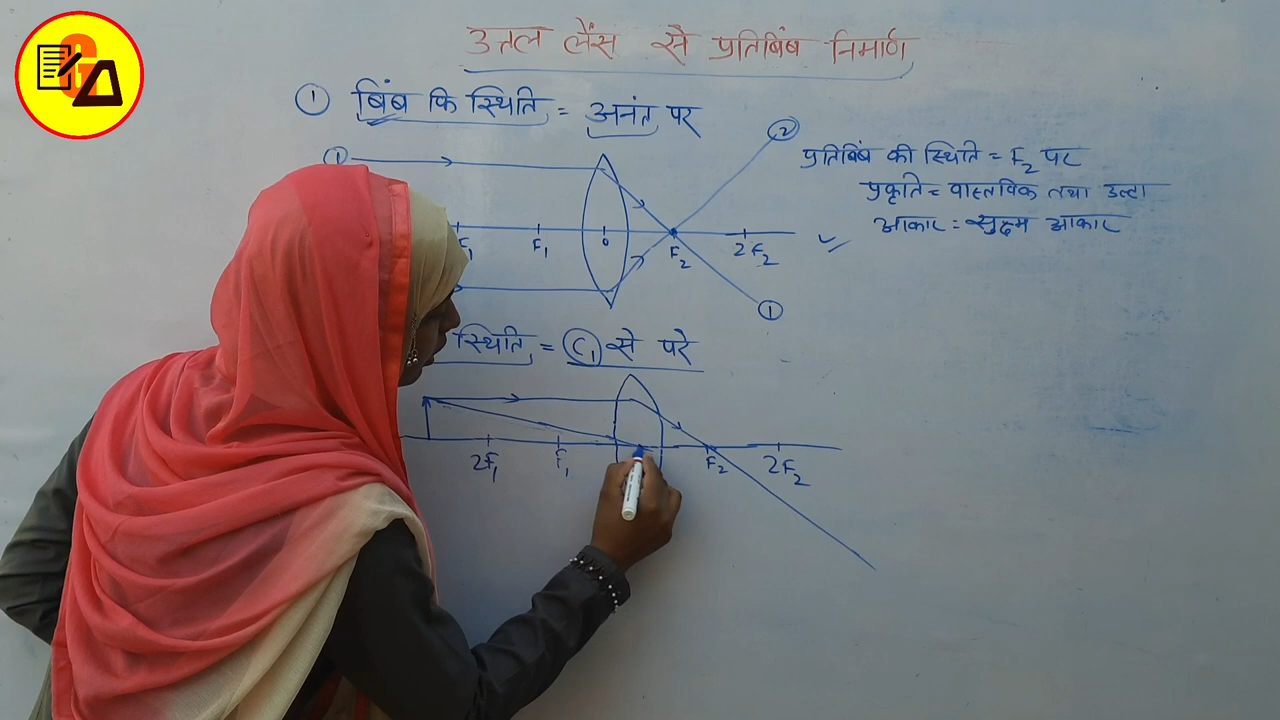 उत्तल लैंस से प्रतिबिंब निर्माण
① बिंब कि स्थिति = अनंत पर
प्रतिबिंब की स्थिति = F₂ पर
प्रकृति = वास्तविक तथा उल्टा
आकार = सुक्ष्म आकार
① ②
F₁ F₁ o F₂ 2F₂
①
स्थिति = C₁ से परे
2F₁ F₁ F₂ 2F₂